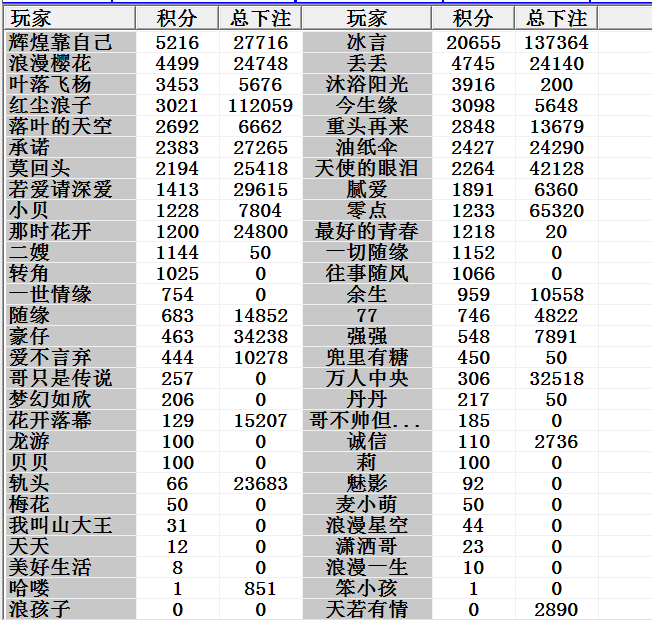 玩家 积分 总下注 玩家 积分 总下注
辉煌靠自己 5216 27716 冰言 20655 137364
浪漫樱花 4499 24748 丢丢 4745 24140
叶落飞杨 3453 5676 沐浴阳光 3916 200
红尘浪子 3021 112059 今生缘 3098 5648
落叶的天空 2692 6662 重头再来 2848 13679
承诺 2383 27265 油纸伞 2427 24290
莫回头 2194 25418 天使的眼泪 2264 42128
若爱请深爱 1413 29615 腻爱 1891 6360
小贝 1228 7804 零点 1233 65320
那时花开 1200 24800 最好的青春 1218 20
二嫂 1144 50 一切随缘 1152 0
转角 1025 0 往事随风 1066 0
一世情缘 754 0 余生 959 10558
随缘 683 14852 77 746 4822
豪仔 463 34238 强强 548 7891
爱不言弃 444 10278 兜里有糖 450 50
哥只是传说 257 0 万人中央 306 32518
梦幻如欣 206 0 丹丹 217 50
花开落幕 129 15207 哥不帅但... 185 0
龙游 100 0 诚信 110 2736
贝贝 100 0 莉 100 0
轨头 66 23683 魅影 92 0
梅花 50 0 麦小萌 50 0
我叫山大王 31 0 浪漫星空 44 0
天天 12 0 潇洒哥 23 0
美好生活 8 0 浪漫一生 10 0
哈喽 1 851 笨小孩 1 0
浪孩子 0 0 天若有情 0 2890